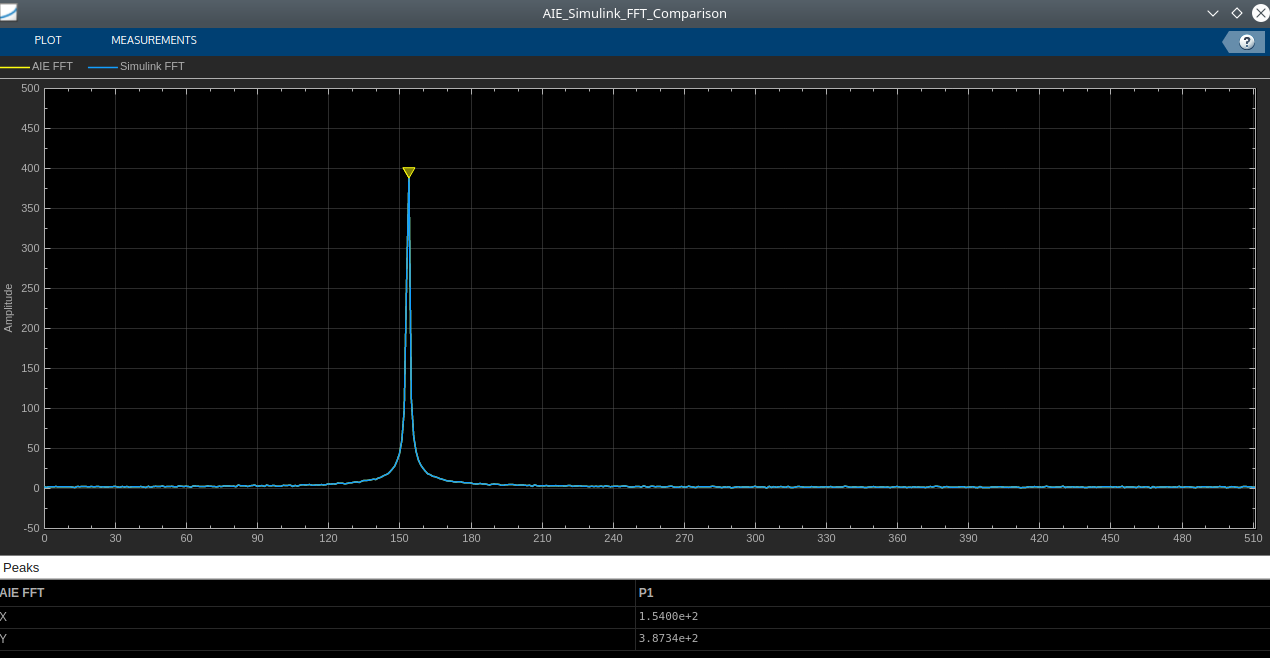 AIE_Simulink_FFT_Comparison
PLOT MEASUREMENTS ?
AIE FFT Simulink FFT
500
450
400
350
300
250
200
150
100
50
0
-50
Amplitude
0 30 60 90 120 150 180 210 240 270 300 330 360 390 420 450 480 510
Peaks
AIE FFT P1
X 1.5400e+2
Y 3.8734e+2